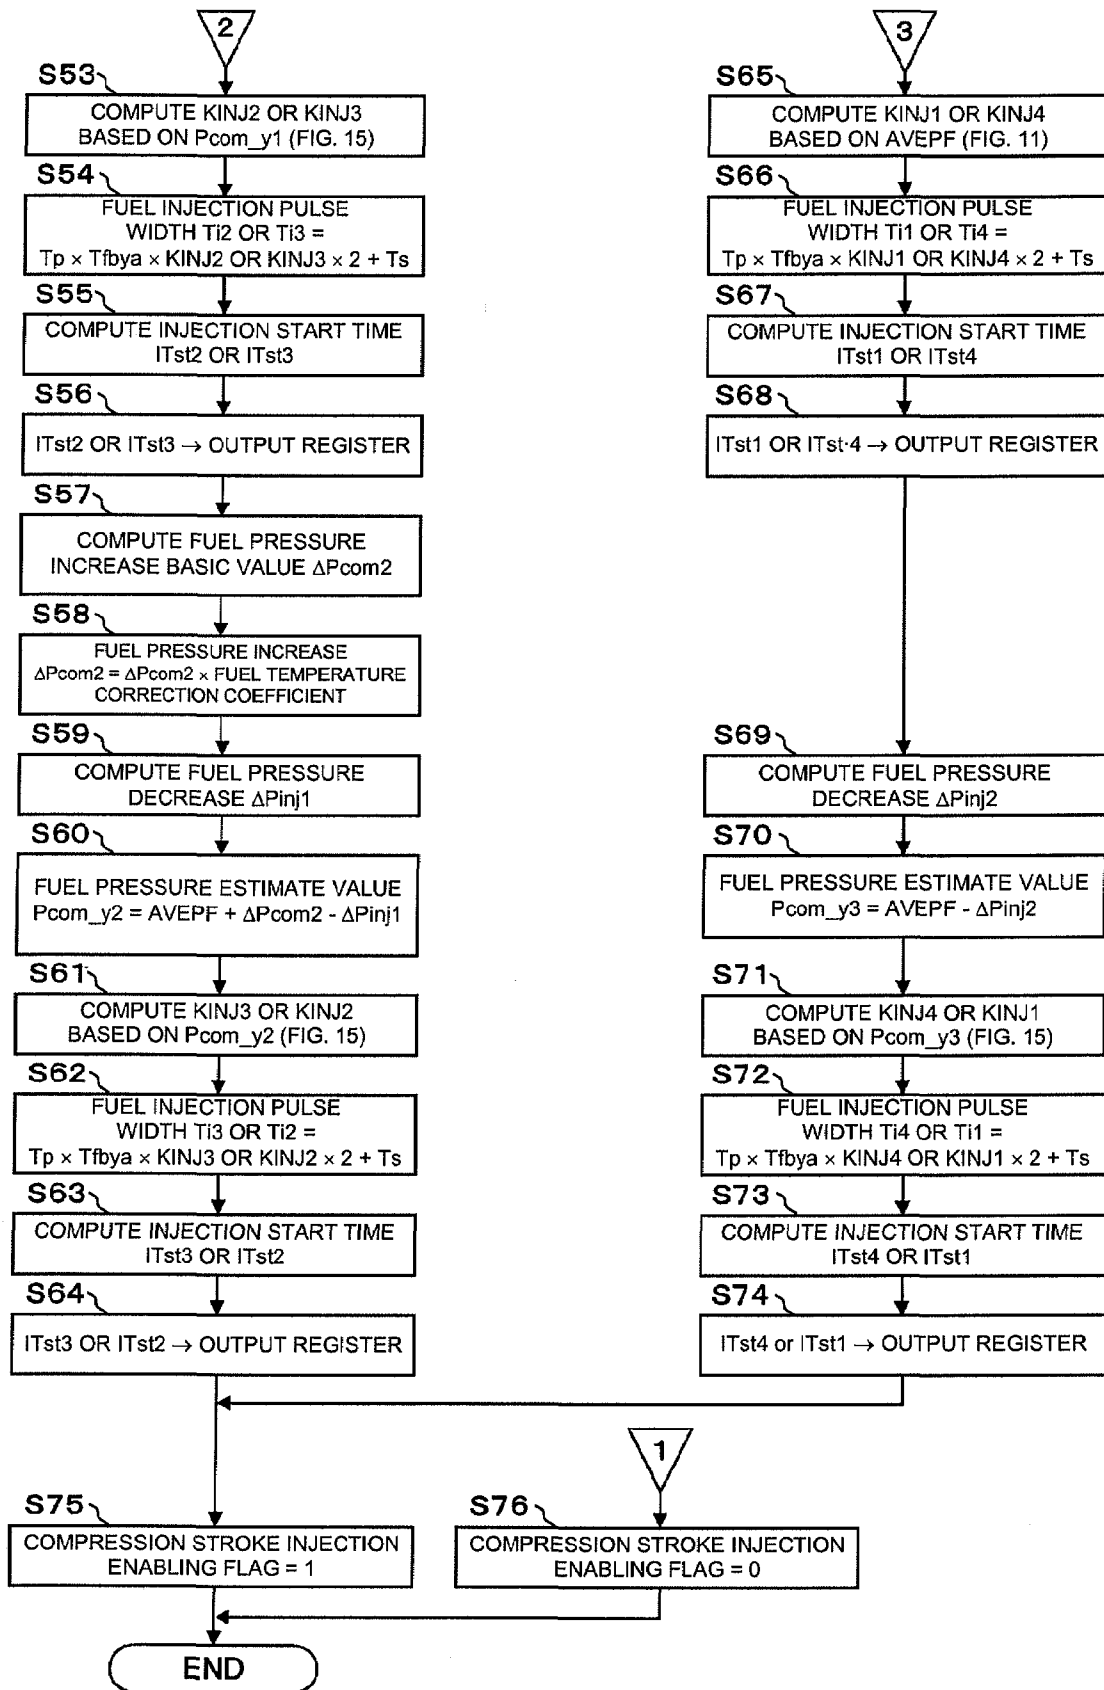 2
S53
COMPUTE KINJ2 OR KINJ3
BASED ON Pcom_y1 (FIG. 15)
S54
FUEL INJECTION PULSE
WIDTH Ti2 OR Ti3 =
Tp × Tfbya × KINJ2 OR KINJ3 × 2 + Ts
S55
COMPUTE INJECTION START TIME
ITst2 OR ITst3
S56
ITst2 OR ITst3 → OUTPUT REGISTER
S57
COMPUTE FUEL PRESSURE
INCREASE BASIC VALUE ΔPcom2
S58
FUEL PRESSURE INCREASE
ΔPcom2 = ΔPcom2 × FUEL TEMPERATURE
CORRECTION COEFFICIENT
S59
COMPUTE FUEL PRESSURE
DECREASE ΔPinj1
S60
FUEL PRESSURE ESTIMATE VALUE
Pcom_y2 = AVEPF + ΔPcom2 - ΔPinj1
S61
COMPUTE KINJ3 OR KINJ2
BASED ON Pcom_y2 (FIG. 15)
S62
FUEL INJECTION PULSE
WIDTH Ti3 OR Ti2 =
Tp × Tfbya × KINJ3 OR KINJ2 × 2 + Ts
S63
COMPUTE INJECTION START TIME
ITst3 OR ITst2
S64
ITst3 OR ITst2 → OUTPUT REGISTER
3
S65
COMPUTE KINJ1 OR KINJ4
BASED ON AVEPF (FIG. 11)
S66
FUEL INJECTION PULSE
WIDTH Ti1 OR Ti4 =
Tp × Tfbya × KINJ1 OR KINJ4 × 2 + Ts
S67
COMPUTE INJECTION START TIME
ITst1 OR ITst4
S68
ITst1 OR ITst·4 → OUTPUT REGISTER
S69
COMPUTE FUEL PRESSURE
DECREASE ΔPinj2
S70
FUEL PRESSURE ESTIMATE VALUE
Pcom_y3 = AVEPF - ΔPinj2
S71
COMPUTE KINJ4 OR KINJ1
BASED ON Pcom_y3 (FIG. 15)
S72
FUEL INJECTION PULSE
WIDTH Ti4 OR Ti1 =
Tp × Tfbya × KINJ4 OR KINJ1 × 2 + Ts
S73
COMPUTE INJECTION START TIME
ITst4 OR ITst1
S74
ITst4 or ITst1 → OUTPUT REGISTER
S75
COMPRESSION STROKE INJECTION
ENABLING FLAG = 1
1
S76
COMPRESSION STROKE INJECTION
ENABLING FLAG = 0
END